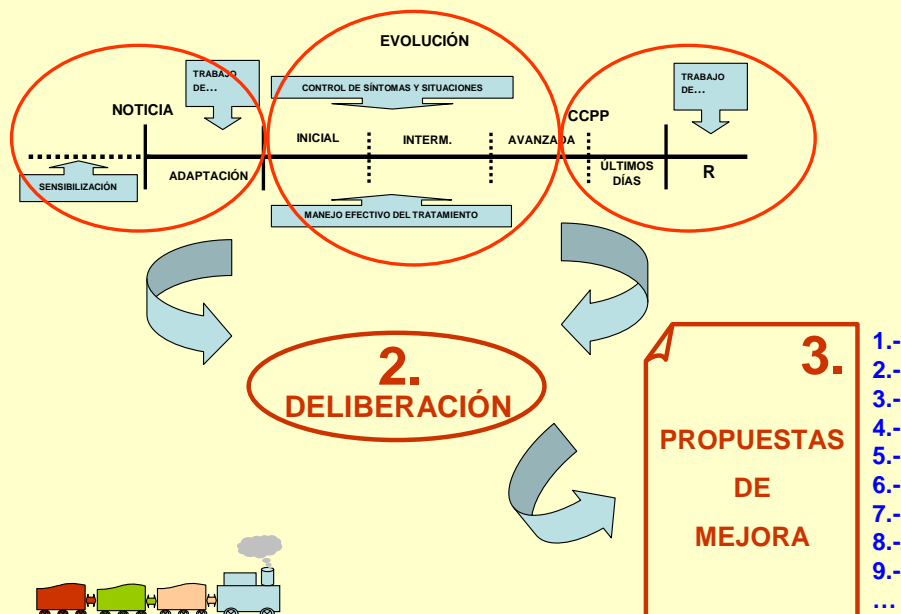 EVOLUCIÓN
TRABAJO
DE...
CONTROL DE SÍNTOMAS Y SITUACIONES
TRABAJO
DE...
NOTICIA
CCPP
INICIAL
INTERM.
AVANZADA
SENSIBILIZACIÓN
ADAPTACIÓN
ÚLTIMOS
DÍAS
R
MANEJO EFECTIVO DEL TRATAMIENTO
2.
DELIBERACIÓN
3.
PROPUESTAS
DE
MEJORA
1.-
2.-
3.-
4.-
5.-
6.-
7.-
8.-
9.-
...